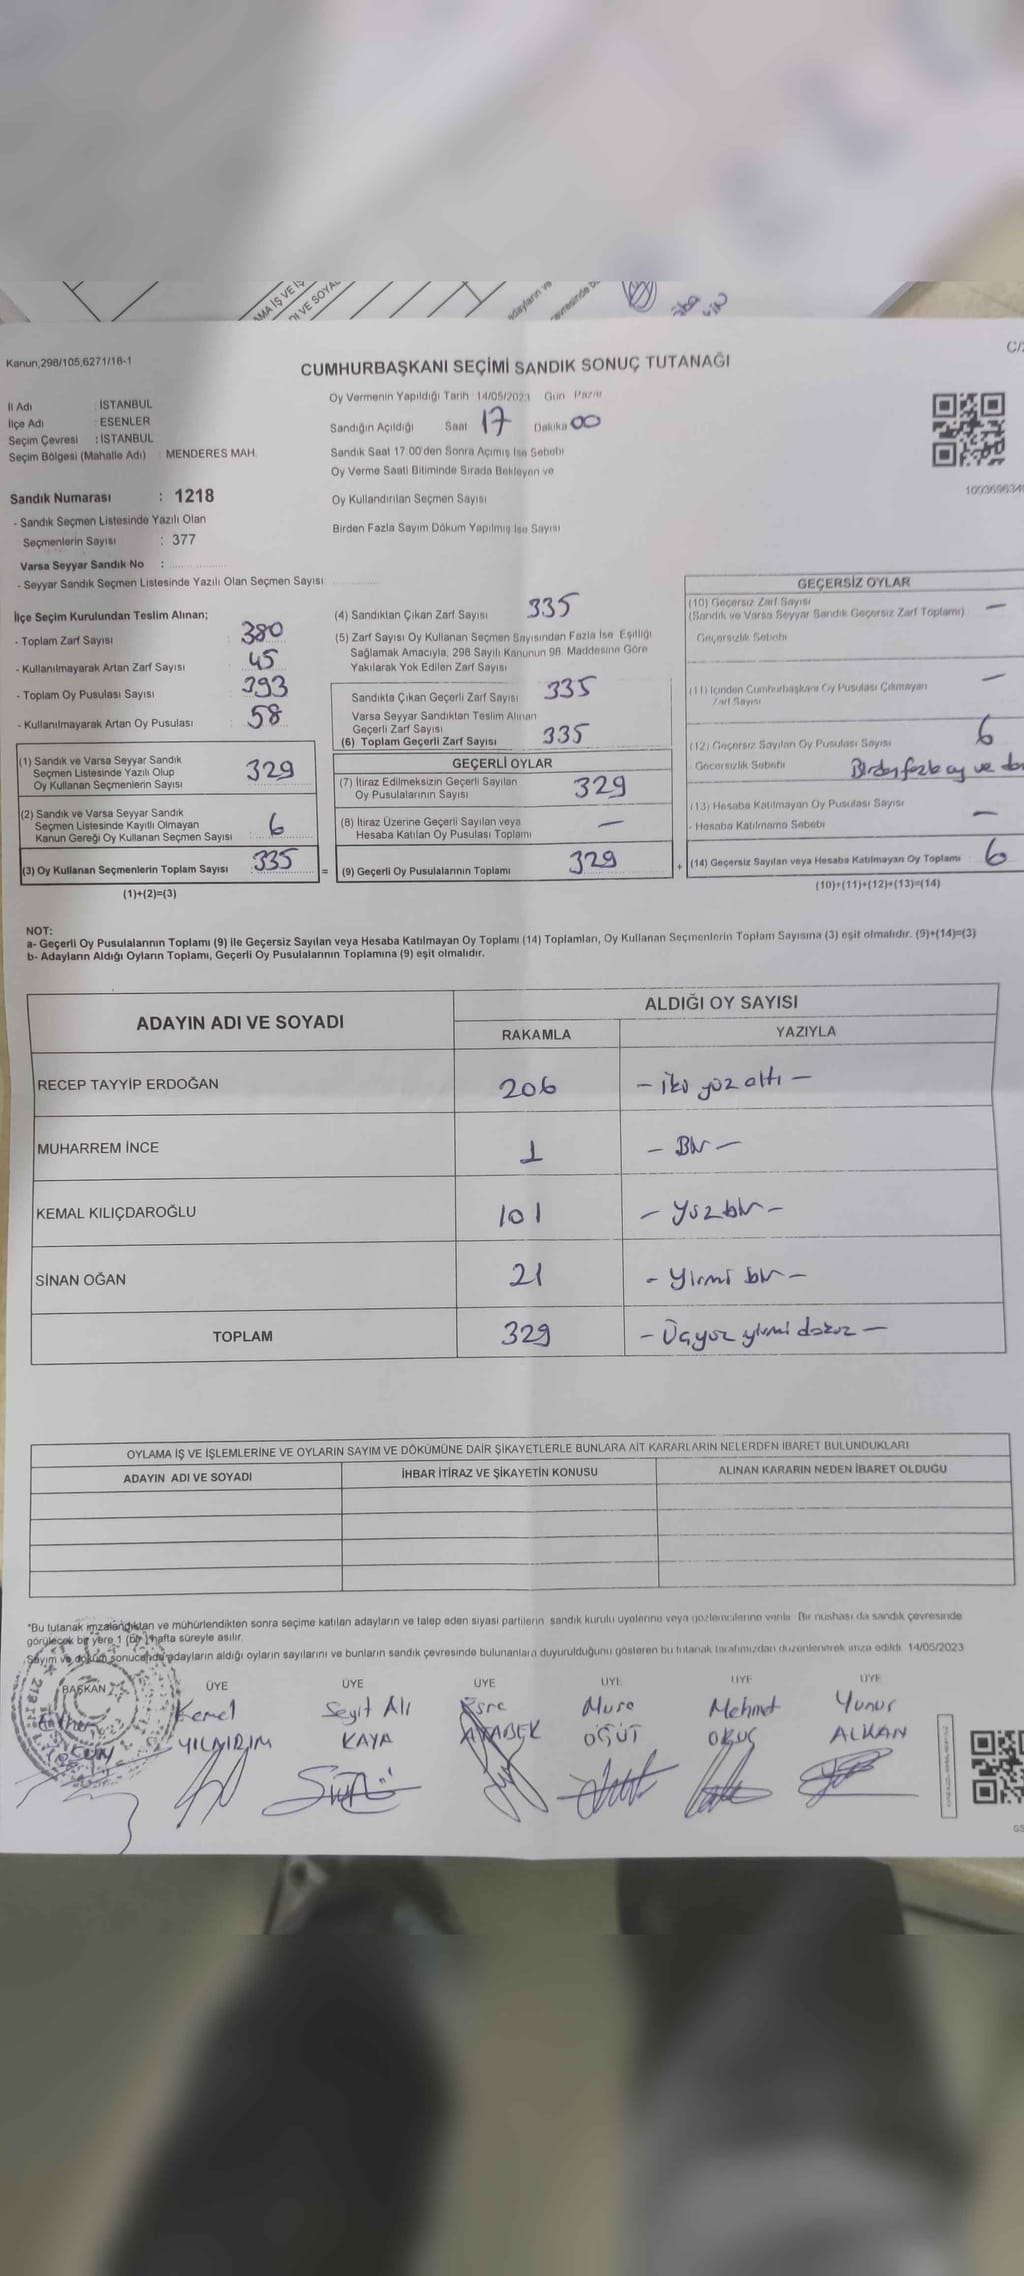 AMA İŞ VE İŞ
I VE SOYA
adayların ve
çevresinde b
C/2
Kanun;298/105;6271/18-1
CUMHURBAŞKANI SEÇİMİ SANDIK SONUÇ TUTANAĞI
İl Adı : İSTANBUL
İlçe Adı : ESENLER
Seçim Çevresi : İSTANBUL
Seçim Bölgesi (Mahalle Adı) : MENDERES MAH.
Oy Vermenin Yapıldığı Tarih 14/05/2023 Gün Pazar
Sandığın Açıldığı Saat 17 Dakika 00
Sandık Saat 17:00'den Sonra Açımış İse Sebebi
Oy Verme Saati Bitiminde Sırada Bekleyen ve
Oy Kullandırılan Seçmen Sayısı
Birden Fazla Sayım Döküm Yapılmış İse Sayısı
Sandık Numarası : 1218
- Sandık Seçmen Listesinde Yazılı Olan
Seçmenlerin Sayısı : 377
Varsa Seyyar Sandık No :
- Seyyar Sandık Seçmen Listesinde Yazılı Olan Seçmen Sayısı
İlçe Seçim Kurulundan Teslim Alınan;
- Toplam Zarf Sayısı : 380
- Kullanılmayarak Artan Zarf Sayısı : 45
- Toplam Oy Pusulası Sayısı : 393
- Kullanılmayarak Artan Oy Pusulası : 58
(1) Sandık ve Varsa Seyyar Sandık
Seçmen Listesinde Yazılı Olup
Oy Kullanan Seçmenlerin Sayısı : 329
(2) Sandık ve Varsa Seyyar Sandık
Seçmen Listesinde Kayıtlı Olmayan
Kanun Gereği Oy Kullanan Seçmen Sayısı : 6
(3) Oy Kullanan Seçmenlerin Toplam Sayısı : 335
(1)+(2)=(3)
(4) Sandıktan Çıkan Zarf Sayısı 335
(5) Zarf Sayısı Oy Kullanan Seçmen Sayısından Fazla İse Eşitliği
Sağlamak Amacıyla; 298 Sayılı Kanunun 98. Maddesine Göre
Yakılarak Yok Edilen Zarf Sayısı
Sandıkta Çıkan Geçerli Zarf Sayısı 335
Varsa Seyyar Sandıktan Teslim Alınan
Geçerli Zarf Sayısı
(6) Toplam Geçerli Zarf Sayısı 335
GEÇERLİ OYLAR
(7) İtiraz Edilmeksizin Geçerli Sayılan
Oy Pusulalarının Sayısı 329
(8) İtiraz Üzerine Geçerli Sayılan veya
Hesaba Katılan Oy Pusulası Toplamı —
= (9) Geçerli Oy Pusulalarının Toplamı 329 +
GEÇERSİZ OYLAR
(10) Geçersiz Zarf Sayısı
(Sandık ve Varsa Seyyar Sandık Geçersiz Zarf Toplamı) —
Geçersizlik Sebebi
(11) İçinden Cumhurbaşkanı Oy Pusulası Çıkmayan
Zarf Sayısı —
(12) Geçersiz Sayılan Oy Pusulası Sayısı 6
- Geçersizlik Sebebi Birden fazla oy ve
(13) Hesaba Katılmayan Oy Pusulası Sayısı —
- Hesaba Katılmama Sebebi
(14) Geçersiz Sayılan veya Hesaba Katılmayan Oy Toplamı 6
(10)+(11)+(12)+(13)=(14)
NOT:
a- Geçerli Oy Pusulalarının Toplamı (9) ile Geçersiz Sayılan veya Hesaba Katılmayan Oy Toplamı (14) Toplamları, Oy Kullanan Seçmenlerin Toplam Sayısına (3) eşit olmalıdır. (9)+(14)=(3)
b- Adayların Aldığı Oyların Toplamı, Geçerli Oy Pusulalarının Toplamına (9) eşit olmalıdır.
ADAYIN ADI VE SOYADI
ALDIĞI OY SAYISI
RAKAMLA YAZIYLA
RECEP TAYYİP ERDOĞAN 206 – iki yüz altı –
MUHARREM İNCE 1 – Bir –
KEMAL KILIÇDAROĞLU 101 – Yüz bir –
SİNAN OĞAN 21 – Yirmi bir –
TOPLAM 329 – Üçyüz yirmi dokuz –
OYLAMA İŞ VE İŞLEMLERİNE VE OYLARIN SAYIM VE DÖKÜMÜNE DAİR ŞİKAYETLERLE BUNLARA AİT KARARLARIN NELERDEN İBARET BULUNDUKLARI
ADAYIN ADI VE SOYADI İHBAR İTİRAZ VE ŞİKAYETİN KONUSU ALINAN KARARIN NEDEN İBARET OLDUĞU
*Bu tutanak imzalandıktan ve mühürlendikten sonra seçime katılan adayların ve talep eden siyasi partilerin sandık kurulu üyelerine veya gözlemcilerine verilir. Bir nüshası da sandık çevresinde
görülecek bir yere 1 (bir) hafta süreyle asılır.
Sayım ve döküm sonucunda adayların aldığı oyların sayılarını ve bunların sandık çevresinde bulunanlara duyurulduğunu gösteren bu tutanak tarafımızdan düzenlenerek imza edildi. 14/05/2023
BAŞKAN ÜYE ÜYE ÜYE ÜYE ÜYE ÜYE
Kemal Seyit Ali Esra Musa Mehmet Yunus
YILDIRIM KAYA ATABEK ÖĞÜT ORUÇ ALKAN